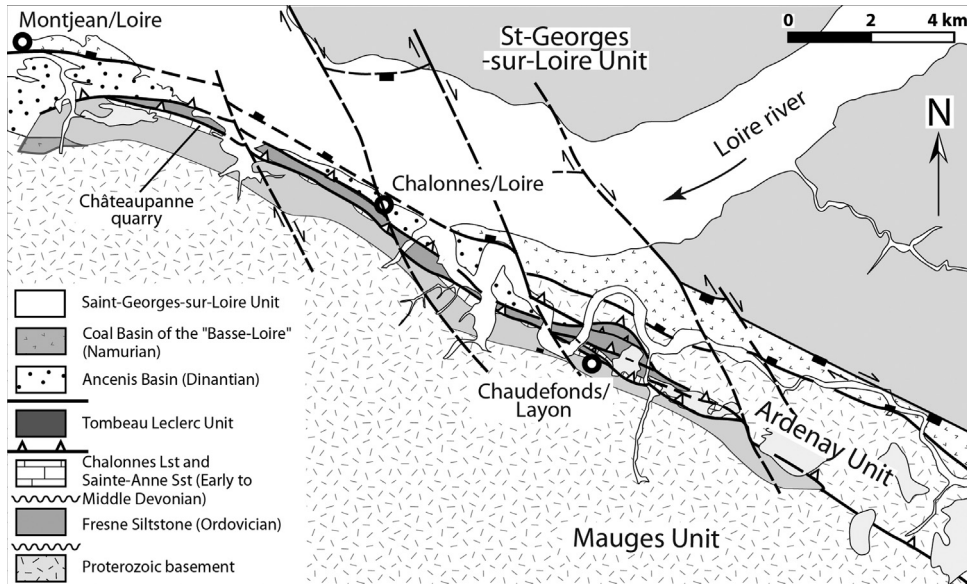 Montjean/Loire
St-Georges
-sur-Loire Unit
0 2 4 km
N
Loire river
Châteaupanne
quarry
Chalonnes/Loire
Chaudefonds/
Layon
Ardenay Unit
Mauges Unit
Saint-Georges-sur-Loire Unit
Coal Basin of the "Basse-Loire"
(Namurian)
Ancenis Basin (Dinantian)
Tombeau Leclerc Unit
Chalonnes Lst and
Sainte-Anne Sst (Early to
Middle Devonian)
Fresne Siltstone (Ordovician)
Proterozoic basement